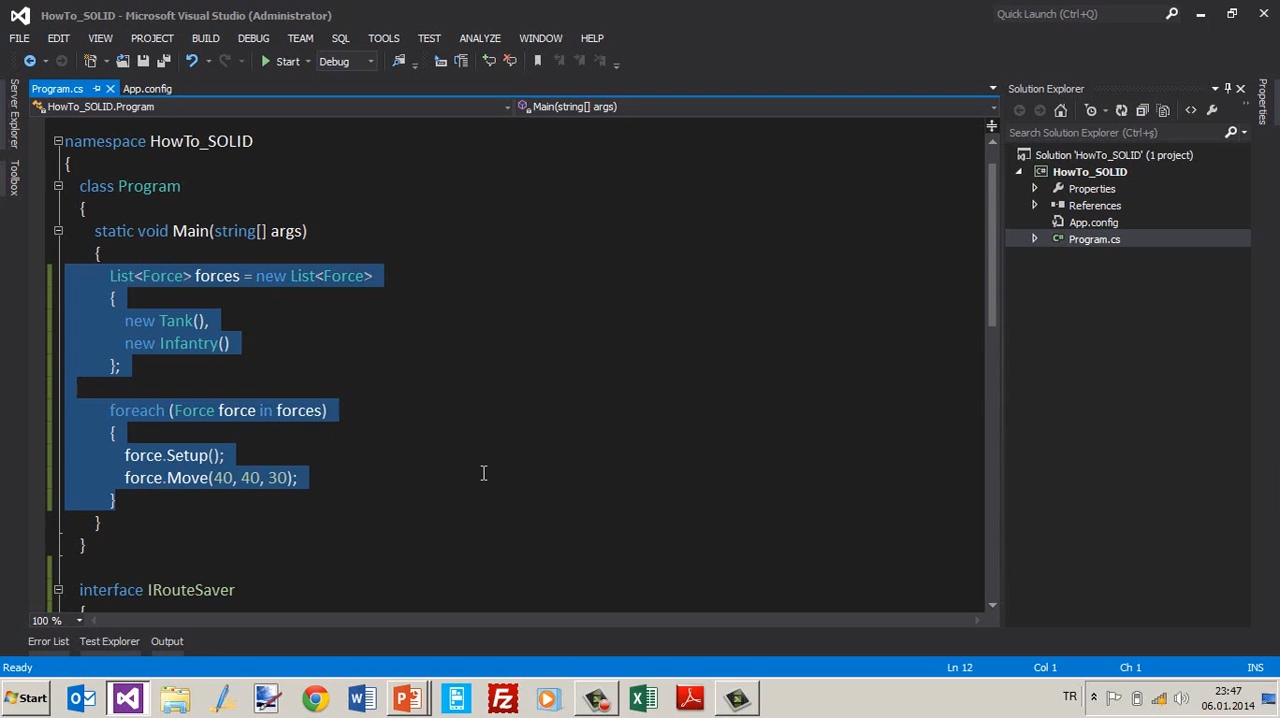 HowTo_SOLID - Microsoft Visual Studio (Administrator)
Quick Launch (Ctrl+Q)
FILE EDIT VIEW PROJECT BUILD DEBUG TEAM SQL TOOLS TEST ANALYZE WINDOW HELP
Start Debug
Server Explorer
Toolbox
Program.cs App.config
HowTo_SOLID.Program Main(string[] args)
namespace HowTo_SOLID
{
class Program
{
static void Main(string[] args)
{
List<Force> forces = new List<Force>
{
new Tank(),
new Infantry()
};
foreach (Force force in forces)
{
force.Setup();
force.Move(40, 40, 30);
}
}
}
interface IRouteSaver
{
100 %
Solution Explorer
Search Solution Explorer (Ctrl+ş)
Solution 'HowTo_SOLID' (1 project)
HowTo_SOLID
Properties
References
App.config
Program.cs
Properties
Error List Test Explorer Output
Ready Ln 12 Col 1 Ch 1 INS
Start TR 23:47
06.01.2014